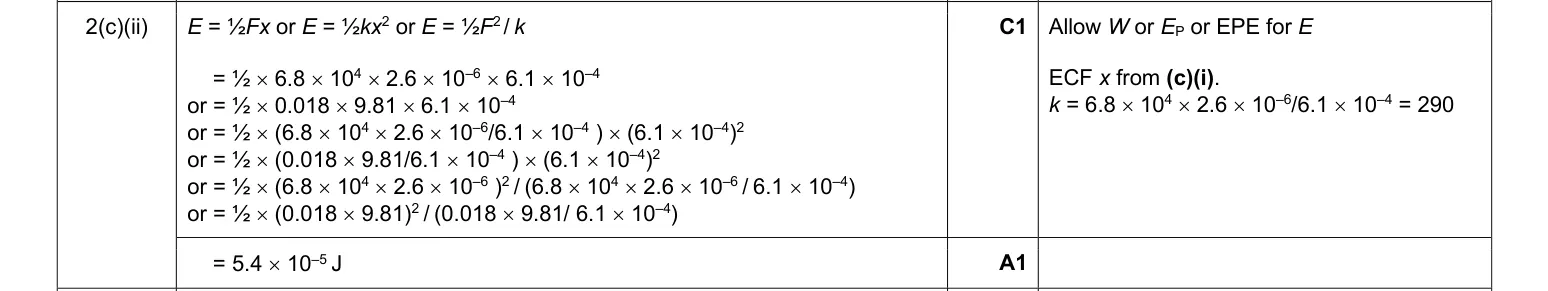 2(c)(ii)
E = ½Fx or E = ½kx² or E = ½F² / k
C1
Allow W or Eₚ or EPE for E
= ½ × 6.8 × 10⁴ × 2.6 × 10⁻⁶ × 6.1 × 10⁻⁴
or = ½ × 0.018 × 9.81 × 6.1 × 10⁻⁴
or = ½ × (6.8 × 10⁴ × 2.6 × 10⁻⁶/6.1 × 10⁻⁴ ) × (6.1 × 10⁻⁴)²
or = ½ × (0.018 × 9.81/6.1 × 10⁻⁴ ) × (6.1 × 10⁻⁴)²
or = ½ × (6.8 × 10⁴ × 2.6 × 10⁻⁶ )² / (6.8 × 10⁴ × 2.6 × 10⁻⁶ / 6.1 × 10⁻⁴)
or = ½ × (0.018 × 9.81)² / (0.018 × 9.81/ 6.1 × 10⁻⁴)
ECF x from (c)(i).
k = 6.8 × 10⁴ × 2.6 × 10⁻⁶/6.1 × 10⁻⁴ = 290
= 5.4 × 10⁻⁵ J
A1